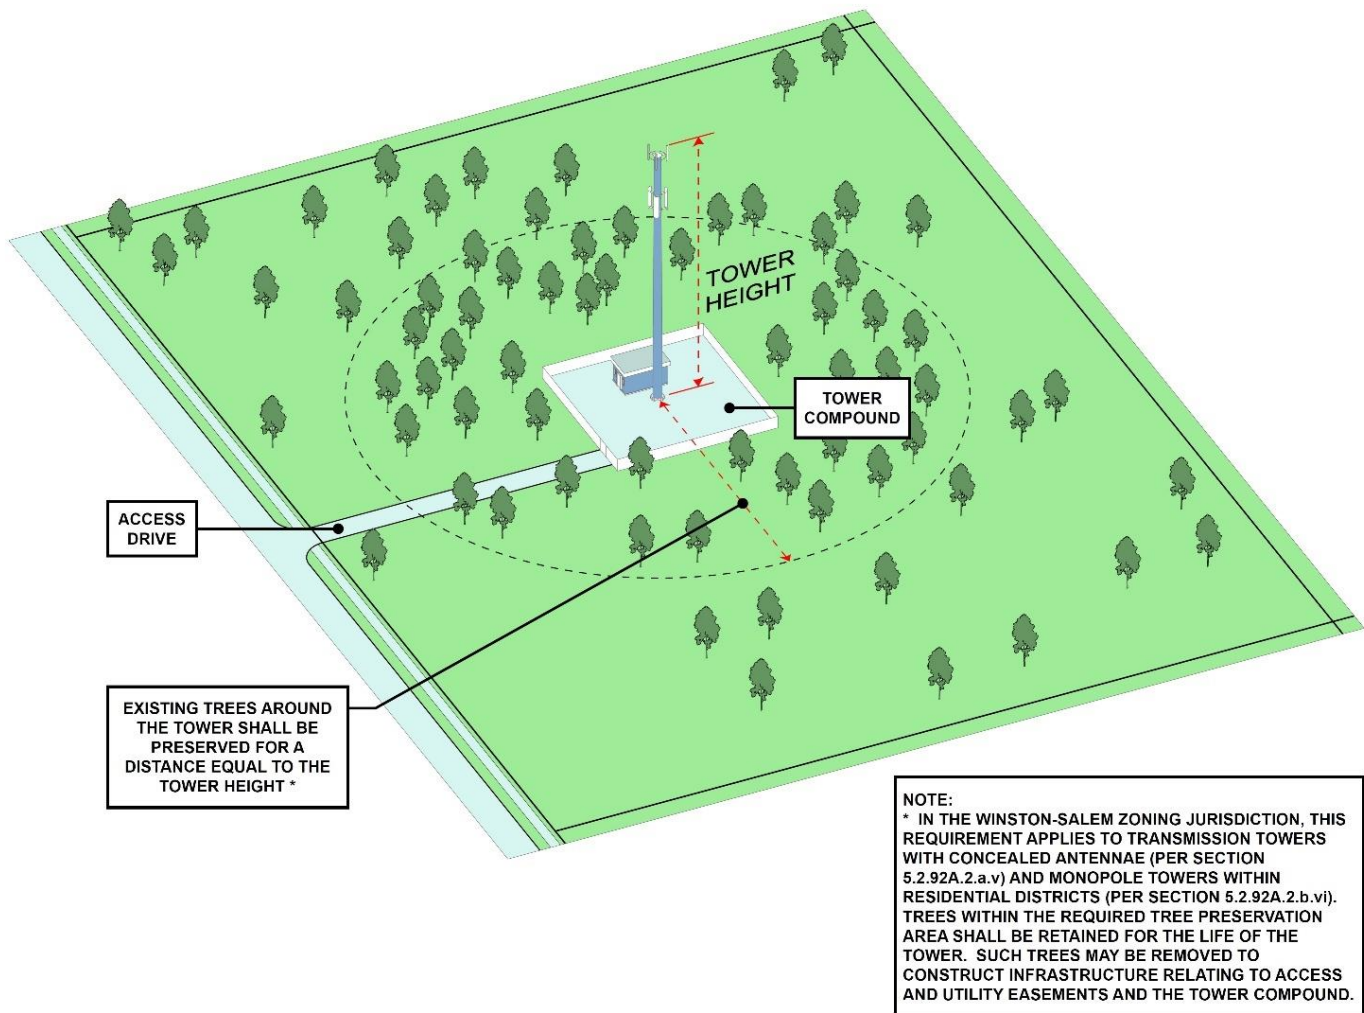 TOWER
HEIGHT
TOWER
COMPOUND
ACCESS
DRIVE
EXISTING TREES AROUND
THE TOWER SHALL BE
PRESERVED FOR A
DISTANCE EQUAL TO THE
TOWER HEIGHT *
NOTE:
* IN THE WINSTON-SALEM ZONING JURISDICTION, THIS
REQUIREMENT APPLIES TO TRANSMISSION TOWERS
WITH CONCEALED ANTENNAE (PER SECTION
5.2.92A.2.a.v) AND MONOPOLE TOWERS WITHIN
RESIDENTIAL DISTRICTS (PER SECTION 5.2.92A.2.b.vi).
TREES WITHIN THE REQUIRED TREE PRESERVATION
AREA SHALL BE RETAINED FOR THE LIFE OF THE
TOWER. SUCH TREES MAY BE REMOVED TO
CONSTRUCT INFRASTRUCTURE RELATING TO ACCESS
AND UTILITY EASEMENTS AND THE TOWER COMPOUND.